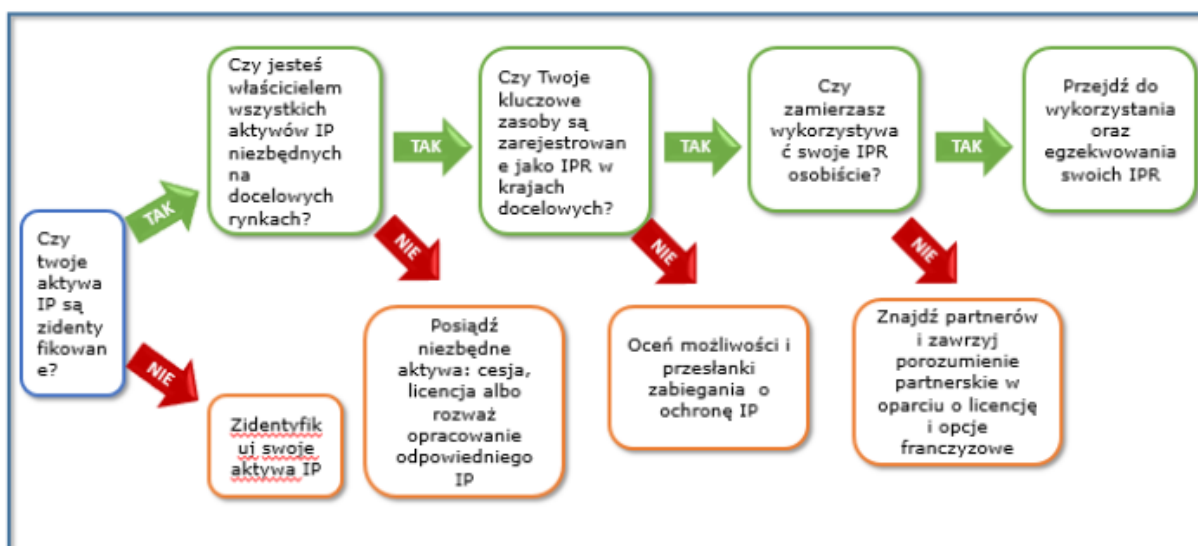 Czy
twoje
aktywa
IP są
zidenty
fikowan
e?
TAK
Czy jesteś
właścicielem
wszystkich
aktywów IP
niezbędnych
na
docelowych
rynkach?
TAK
Czy Twoje
kluczowe
zasoby są
zarejestrowan
e jako IPR w
krajach
docelowych?
TAK
Czy
zamierzasz
wykorzystywa
ć swoje IPR
osobiście?
TAK
Przejdź do
wykorzystania
oraz
egzekwowania
swoich IPR
NIE
Zidentyfik
uj swoje
aktywa IP
NIE
Posiądź
niezbędne
aktywa: cesja,
licencja albo
rozważ
opracowanie
odpowiedniego
IP
NIE
Oceń możliwości i
przesłanki
zabiegania o
ochronę IP
NIE
Znajdź partnerów
i zawrzyj
porozumienie
partnerskie w
oparciu o licencję
i opcje
franczyzowe